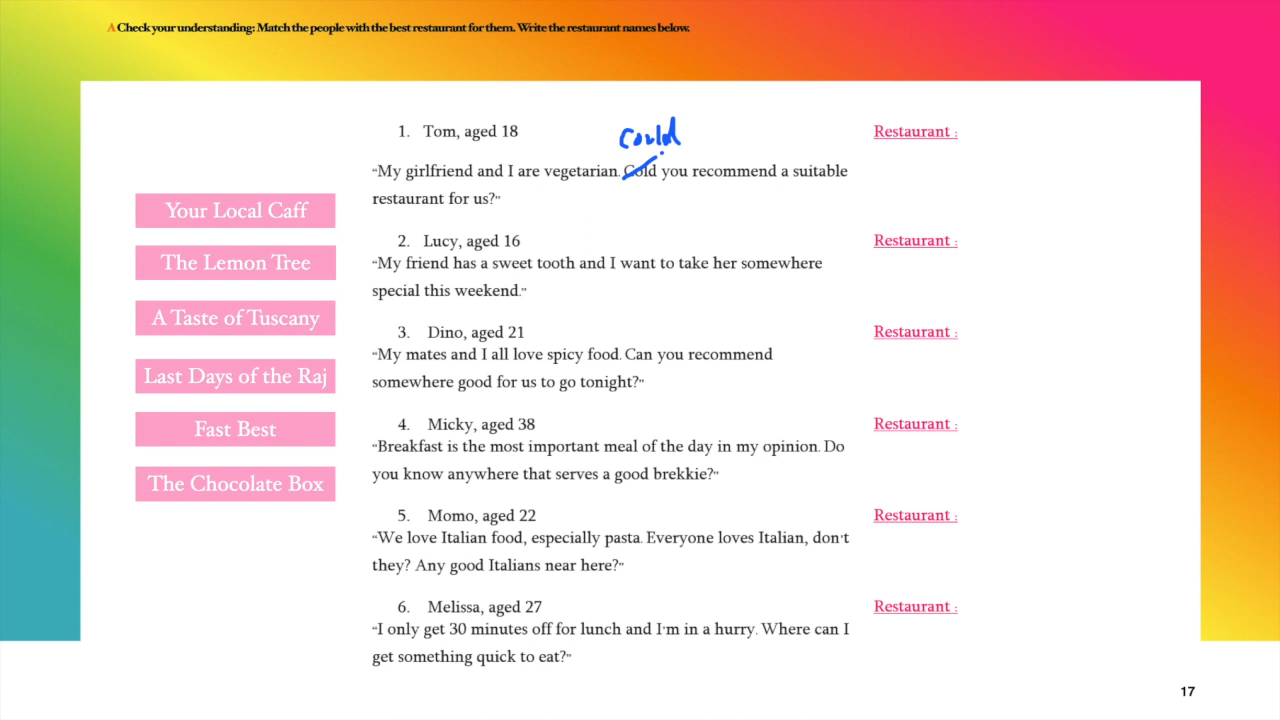 A Check your understanding: Match the people with the best restaurant for them. Write the restaurant names below.
Your Local Caff
The Lemon Tree
A Taste of Tuscany
Last Days of the Raj
Fast Best
The Chocolate Box
1. Tom, aged 18
Restaurant :
could
“My girlfriend and I are vegetarian. Cold you recommend a suitable
restaurant for us?”
2. Lucy, aged 16
Restaurant :
“My friend has a sweet tooth and I want to take her somewhere
special this weekend.”
3. Dino, aged 21
Restaurant :
“My mates and I all love spicy food. Can you recommend
somewhere good for us to go tonight?”
4. Micky, aged 38
Restaurant :
“Breakfast is the most important meal of the day in my opinion. Do
you know anywhere that serves a good brekkie?”
5. Momo, aged 22
Restaurant :
“We love Italian food, especially pasta. Everyone loves Italian, don't
they? Any good Italians near here?”
6. Melissa, aged 27
Restaurant :
“I only get 30 minutes off for lunch and I'm in a hurry. Where can I
get something quick to eat?”
17